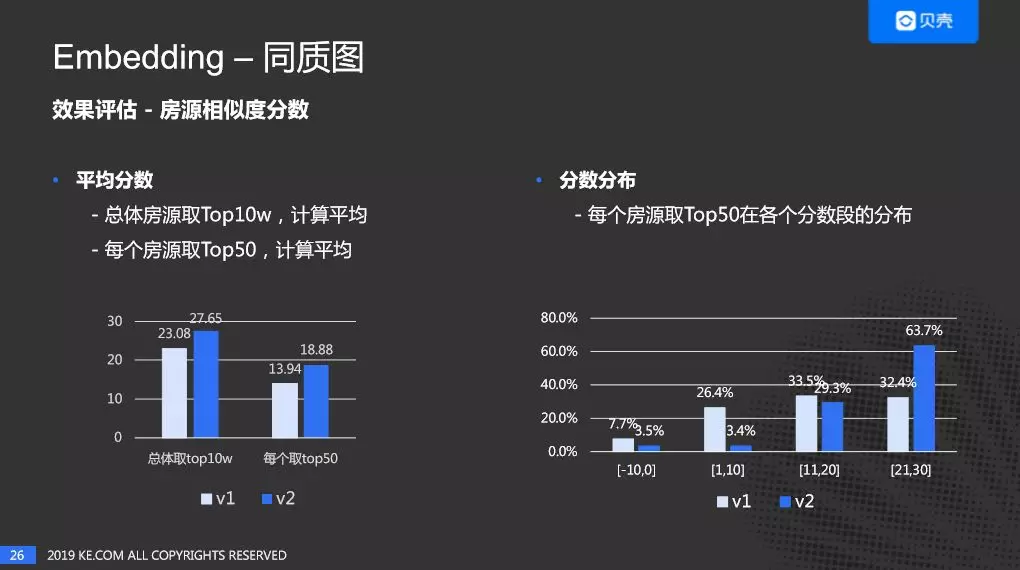 贝壳
Embedding – 同质图
效果评估 - 房源相似度分数
• 平均分数
- 总体房源取Top10w，计算平均
- 每个房源取Top50，计算平均
30
20
10
0
23.08
27.65
13.94
18.88
总体取top10w
每个取top50
v1
v2
• 分数分布
- 每个房源取Top50在各个分数段的分布
80.0%
60.0%
40.0%
20.0%
0.0%
7.7%
3.5%
26.4%
3.4%
33.5%
29.3%
32.4%
63.7%
[-10,0]
[1,10]
[11,20]
[21,30]
v1
v2
26
2019 KE.COM ALL COPYRIGHTS RESERVED